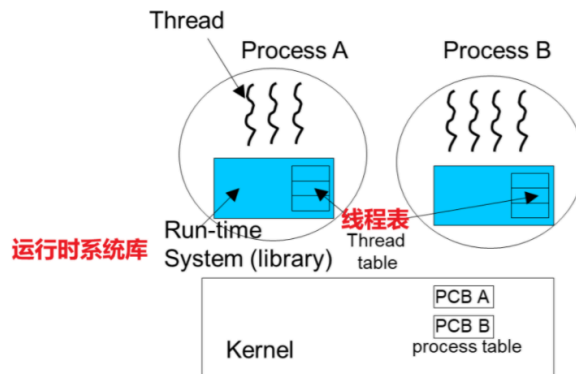 Thread
Process A
Process B
运行时系统库
Run-time
System (library)
线程表
Thread
table
Kernel
PCB A
PCB B
process table